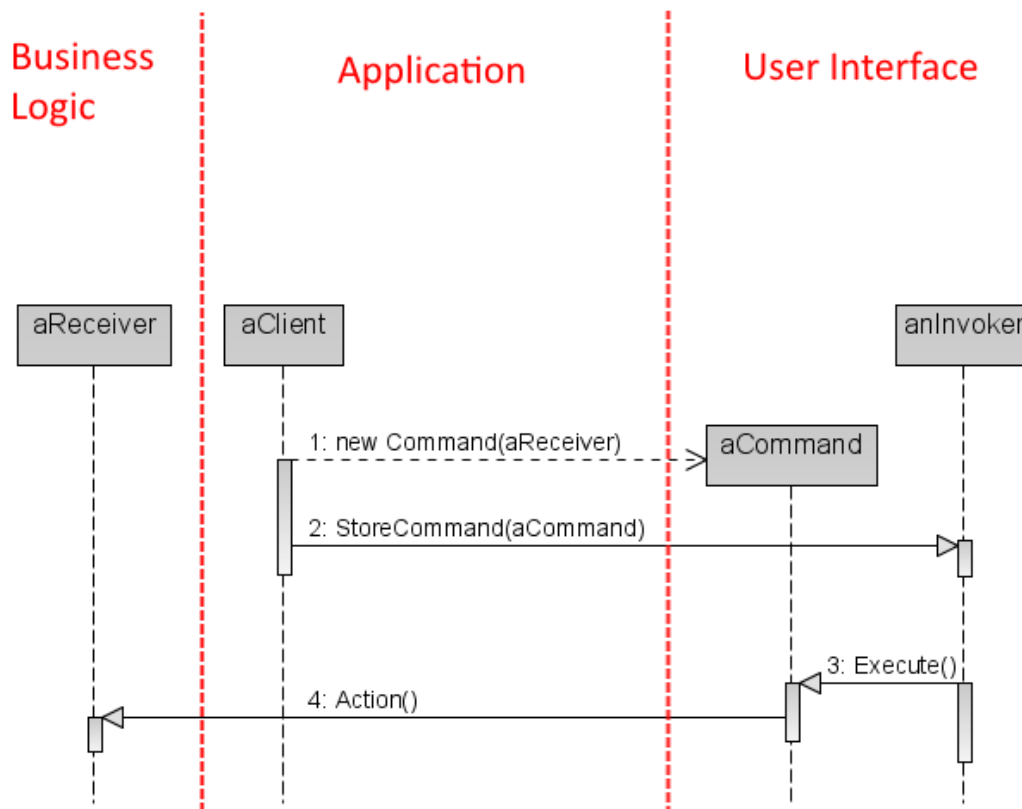 Business
Logic
Application
User Interface
aReceiver
aClient
anInvoker
1: new Command(aReceiver)
aCommand
2: StoreCommand(aCommand)
3: Execute()
4: Action()